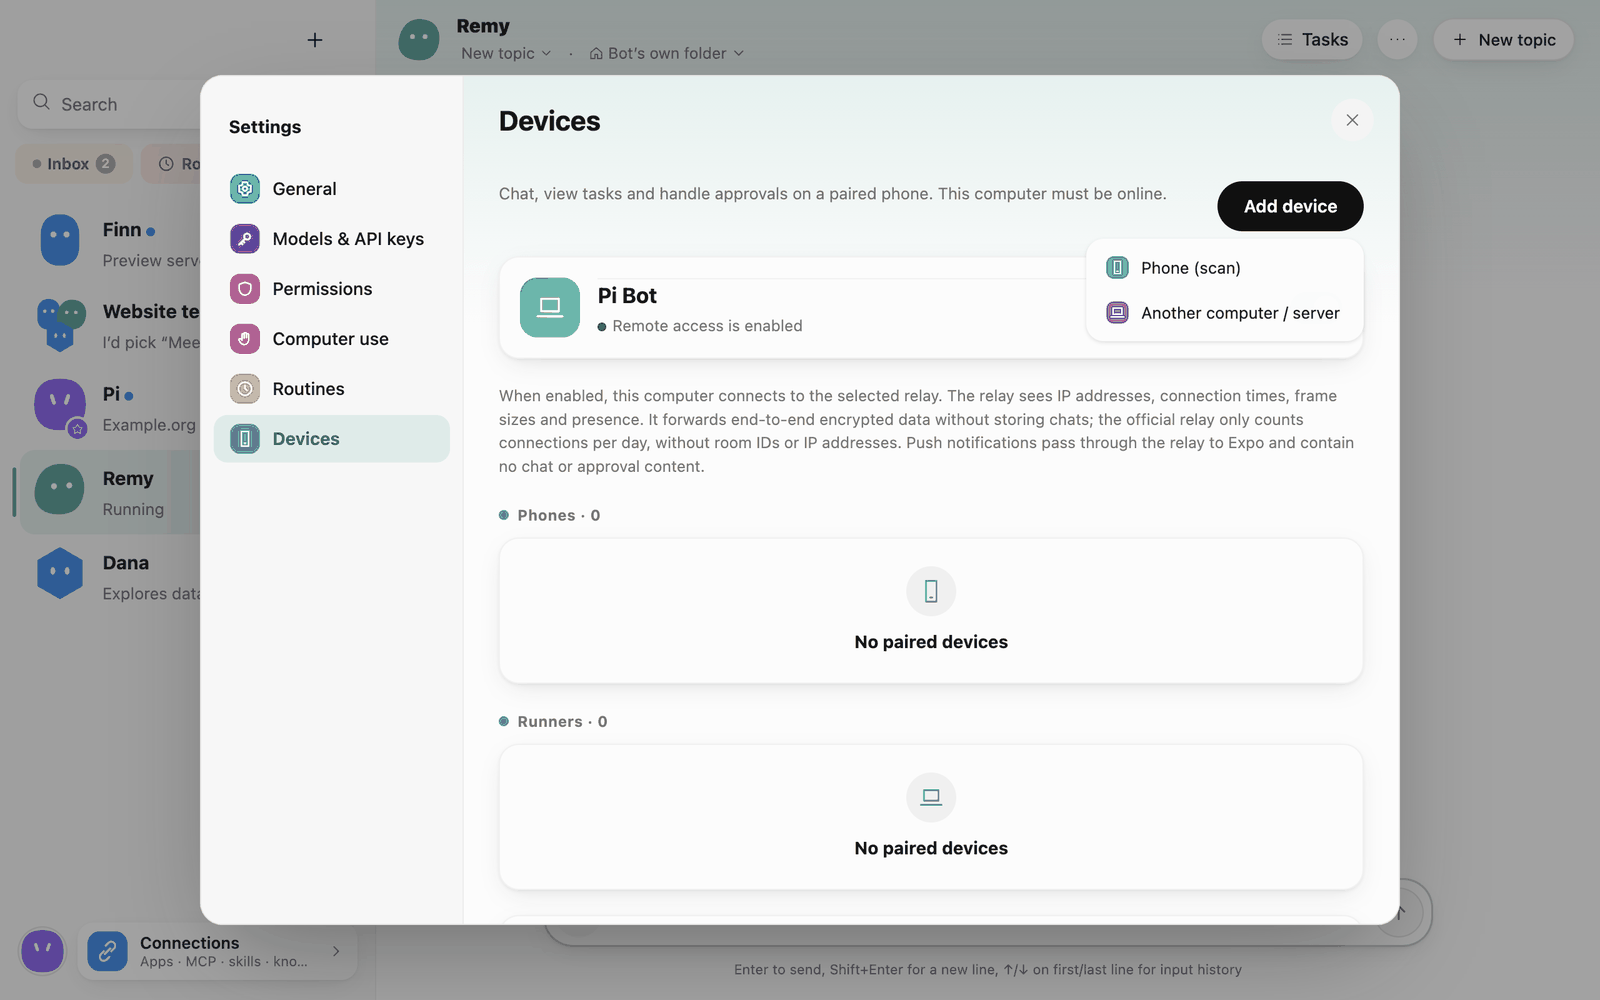 Remy
New topic
·
Bot's own folder
Tasks
···
New topic
Search
Inbox 2
Ro
Finn
Preview serv
Website te
I'd pick “Mee
Pi
Example.org
Remy
Running
Dana
Explores data
Connections
Apps · MCP · skills · kno...
Settings
General
Models & API keys
Permissions
Computer use
Routines
Devices
Devices
Chat, view tasks and handle approvals on a paired phone. This computer must be online.
Add device
Phone (scan)
Another computer / server
Pi Bot
Remote access is enabled
When enabled, this computer connects to the selected relay. The relay sees IP addresses, connection times, frame
sizes and presence. It forwards end-to-end encrypted data without storing chats; the official relay only counts
connections per day, without room IDs or IP addresses. Push notifications pass through the relay to Expo and contain
no chat or approval content.
Phones · 0
No paired devices
Runners · 0
No paired devices
Enter to send, Shift+Enter for a new line, ↑/↓ on first/last line for input history